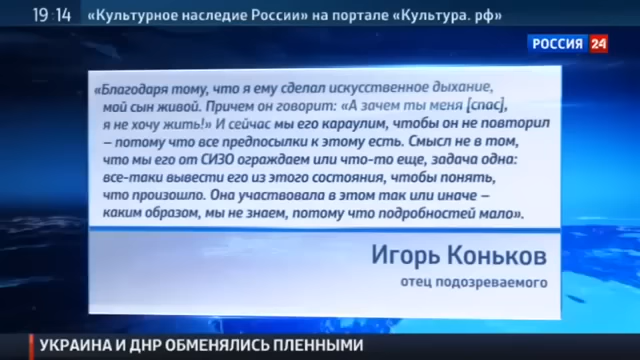 19:14 «Культурное наследие России» на портале «Культура. рф»
РОССИЯ 24
«Благодаря тому, что я ему сделал искусственное дыхание,
мой сын живой. Причем он говорит: «А зачем ты меня [спас],
я не хочу жить!» И сейчас мы его караулим, чтобы он не повторил
– потому что все предпосылки к этому есть. Смысл не в том,
что мы его от СИЗО ограждаем или что-то еще, задача одна:
все-таки вывести его из этого состояния, чтобы понять,
что произошло. Она участвовала в этом так или иначе –
каким образом, мы не знаем, потому что подробностей мало».
Игорь Коньков
отец подозреваемого
УКРАИНА И ДНР ОБМЕНЯЛИСЬ ПЛЕННЫМИ